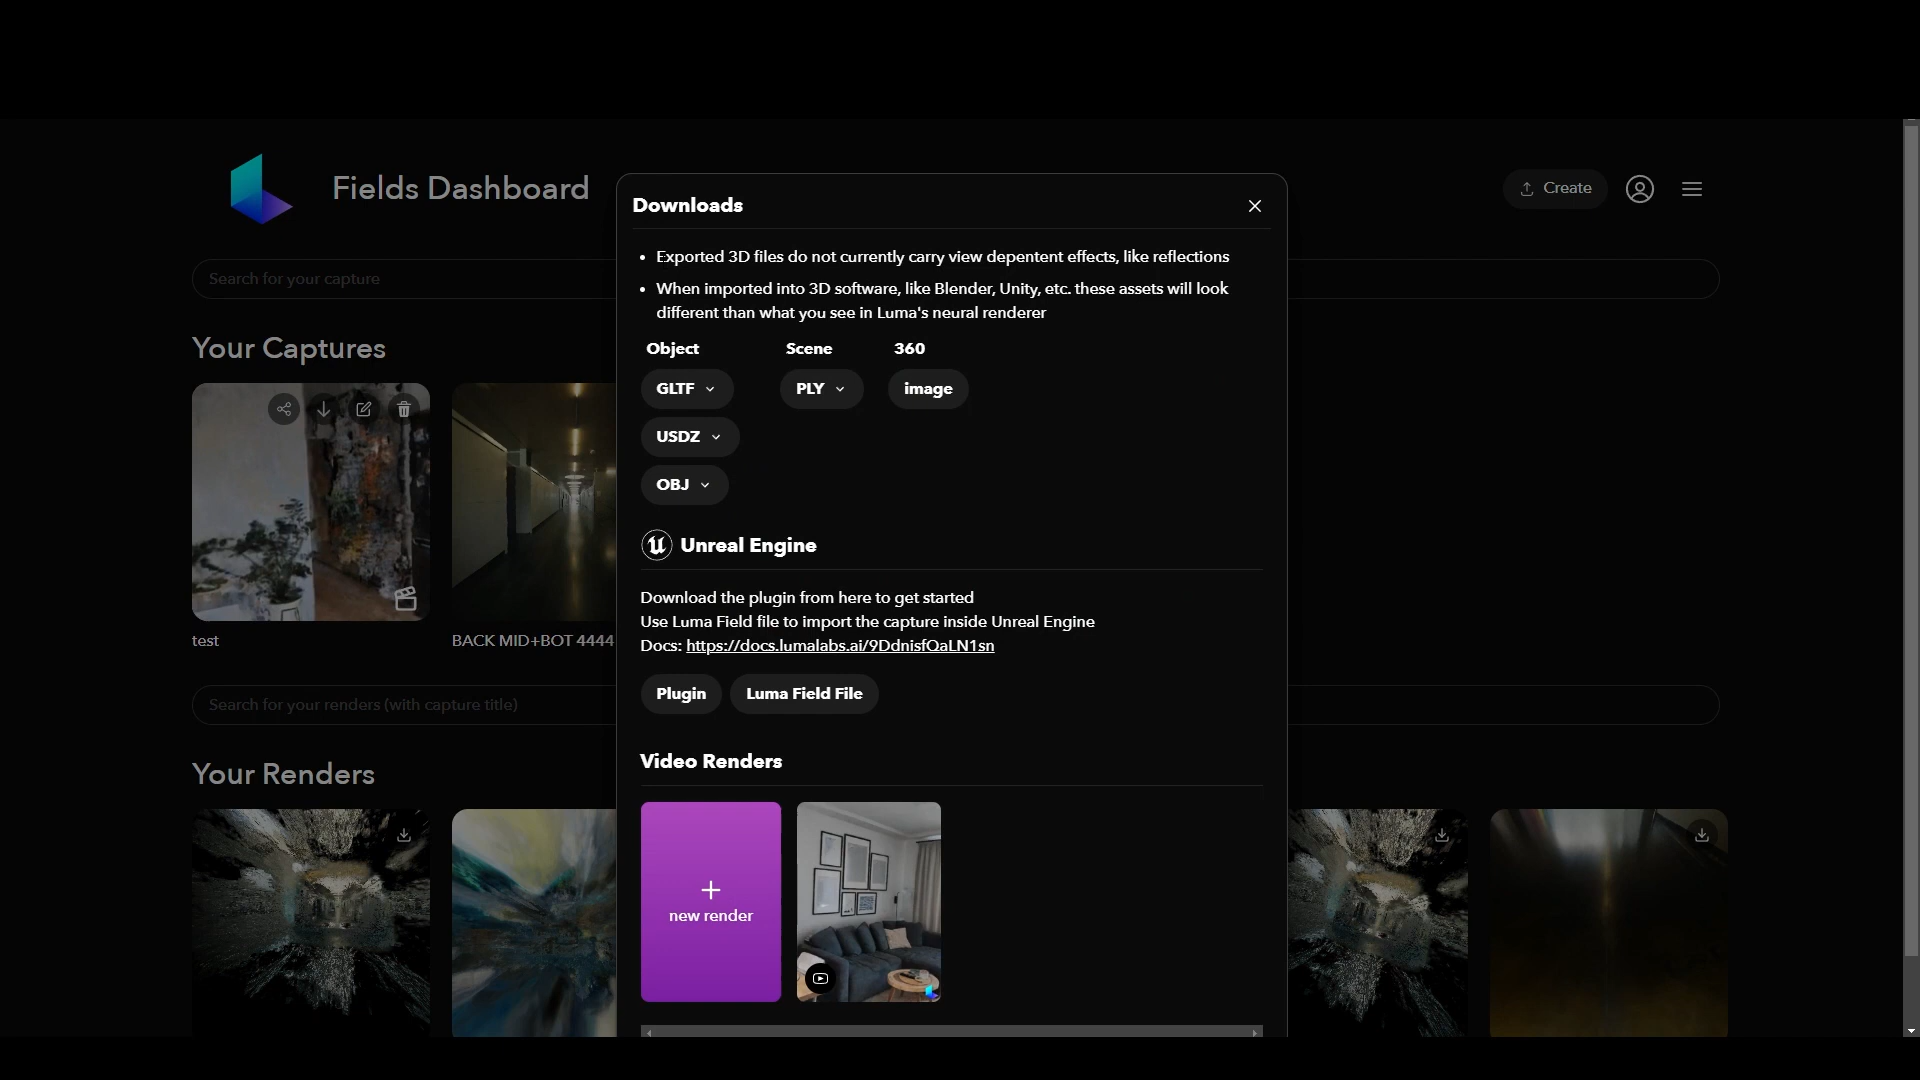 Fields Dashboard
Create
Search for your capture
Your Captures
test
BACK MID+BOT 4444
Search for your renders (with capture title)
Your Renders
Downloads
Exported 3D files do not currently carry view depentent effects, like reflections
When imported into 3D software, like Blender, Unity, etc. these assets will look
different than what you see in Luma's neural renderer
Object Scene 360
GLTF PLY image
USDZ
OBJ
Unreal Engine
Download the plugin from here to get started
Use Luma Field file to import the capture inside Unreal Engine
Docs: https://docs.lumalabs.ai/9DdnisfQaLN1sn
Plugin Luma Field File
Video Renders
new render